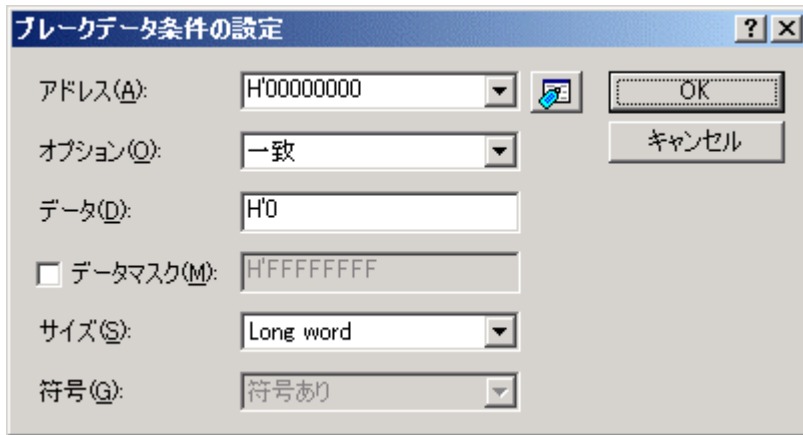 ブレークデータ条件の設定
アドレス(A): H'00000000 OK
オプション(O): 一致 キャンセル
データ(D): H'0
データマスク(M): H'FFFFFFFF
サイズ(S): Long word
符号(G): 符号あり